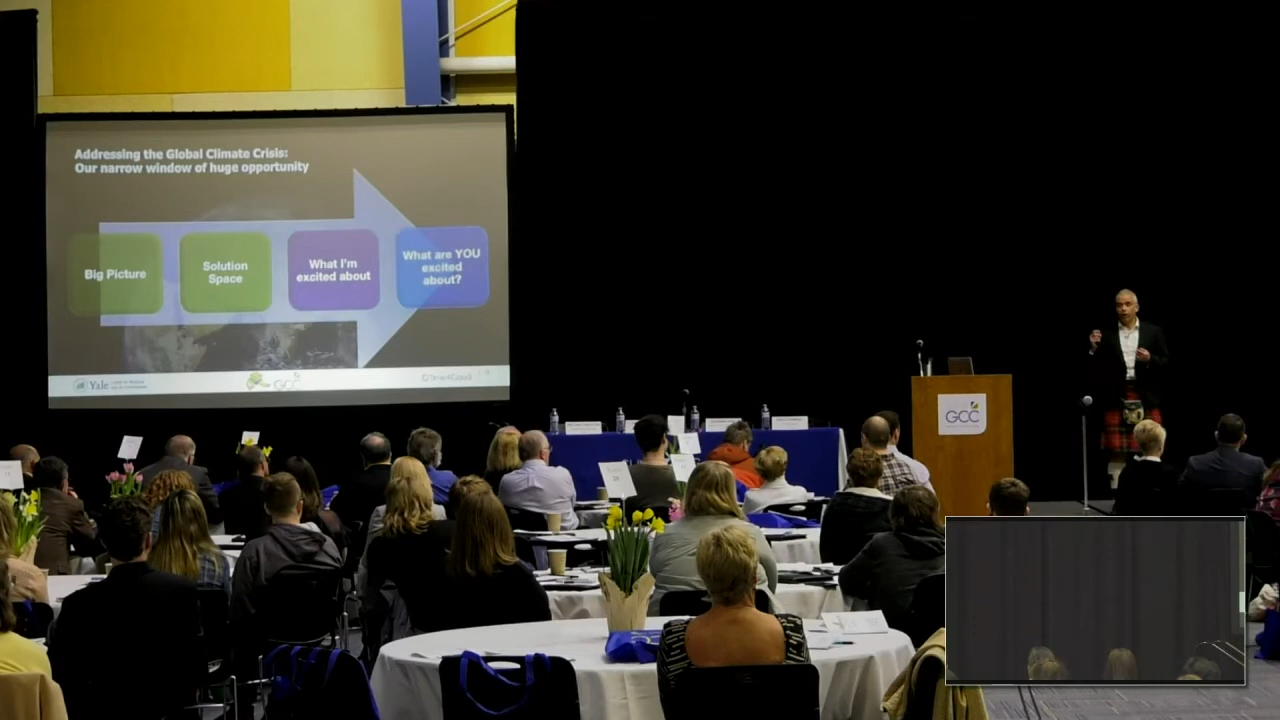 Addressing the Global Climate Crisis:
Our narrow window of huge opportunity
Big Picture
Solution
Space
What I'm
excited about
What are YOU
excited
about?
Yale
GCC
GCC